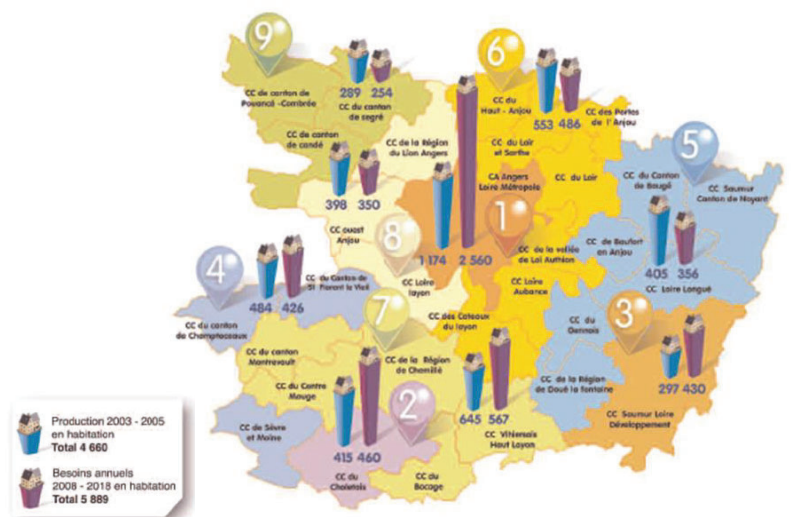 9
6
289 254
CC de canton de
Pouancé -Combrée
CC du canton
de segré
CC du
Haut - Anjou
553 486
CC des Portes
de l' Anjou
CC de canton
de candé
CC de la Région
du Lion Angers
CC du Loir
et Sarthe
5
398 350
CA Angers
Loire Métropole
CC du Loir
CC du Canton
de Baugé
CC Saumur
Canton de Noyant
1
CC ouest
Anjou
8
1 174 2 560
CC de la vallée
de Loi Authion
CC de Beaufort
en Anjou
405 356
4
484 426
CC du Canton de
St Florent le Vieil
CC Loire
layon
CC Loire
Aubance
CC Loire Longué
CC du canton
de Champtoceaux
7
CC des Coteaux
du layon
CC du
Gennois
3
CC du canton
Montrevault
CC de la Région
de Chemillé
297 430
CC du Centre
Mauge
2
645 567
CC de la Région
de Doué la fontaine
CC Saumur Loire
Développement
CC de Sèvre
et Moine
415 460
CC Vihiersois
Haut Layon
CC du
Choletais
CC du
Bocage
Production 2003 - 2005
en habitation
Total 4 660
Besoins annuels
2008 - 2018 en habitation
Total 5 889